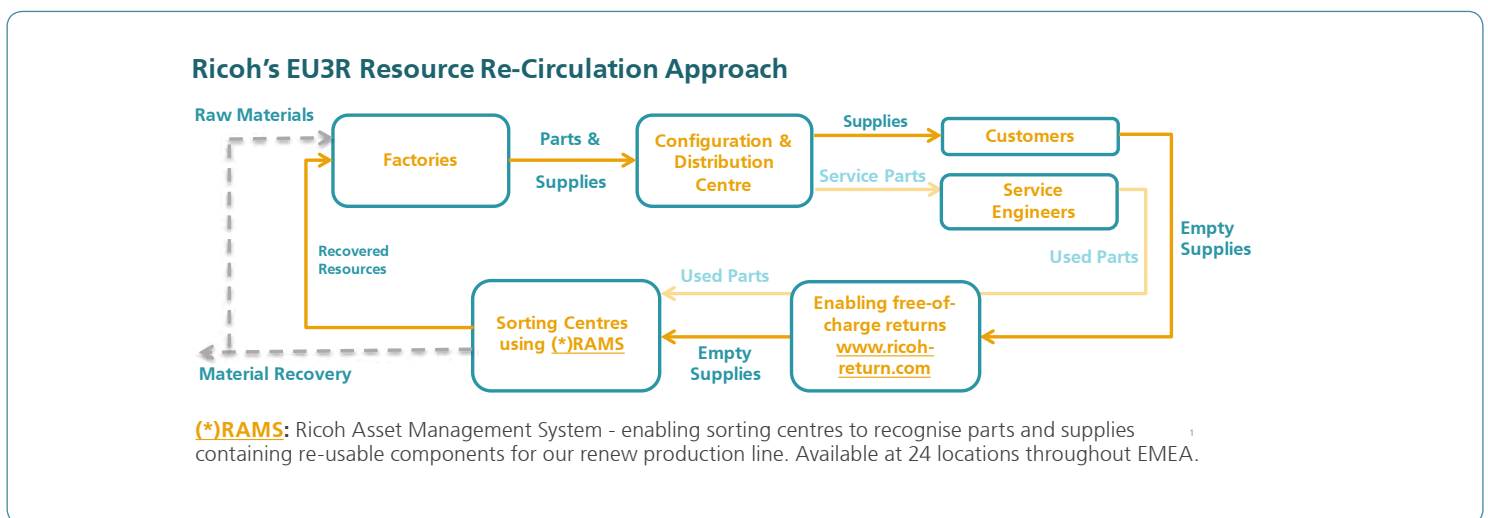 Ricoh's EU3R Resource Re-Circulation Approach
Raw Materials
Factories
Parts &
Supplies
Configuration &
Distribution
Centre
Supplies
Customers
Service Parts
Service
Engineers
Empty
Supplies
Used Parts
Recovered
Resources
Used Parts
Enabling free-of-
charge returns
www.ricoh-
return.com
Sorting Centres
using (*)RAMS
Empty
Supplies
Material Recovery
(*)RAMS: Ricoh Asset Management System - enabling sorting centres to recognise parts and supplies
1
containing re-usable components for our renew production line. Available at 24 locations throughout EMEA.